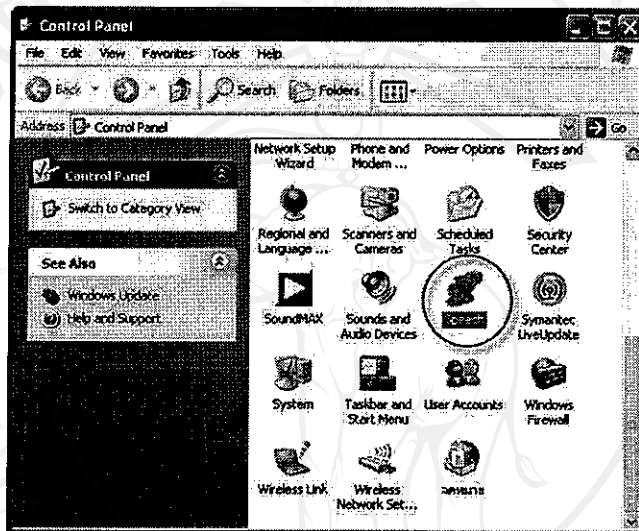 Control Panel
File Edit View Favorites Tools Help
Back Search Folders
Address Control Panel Go
Control Panel
Switch to Category View
See Also
Windows Update
Help and Support
Network Setup Wizard
Phone and Modem ...
Power Options
Printers and Faxes
Regional and Language ...
Scanners and Cameras
Scheduled Tasks
Security Center
SoundMAX
Sounds and Audio Devices
Speech
Symantec LiveUpdate
System
Taskbar and Start Menu
User Accounts
Windows Firewall
Wireless Link
Wireless Network Set...